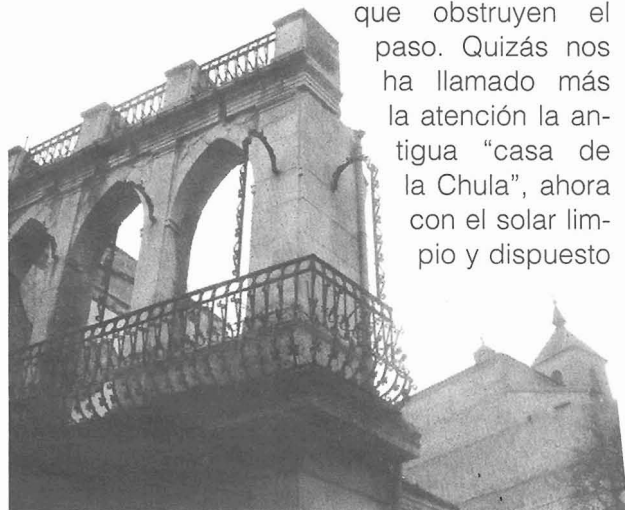 que obstruyen el
paso. Quizás nos
ha llamado más
la atención la an-
tigua “casa de
la Chula”, ahora
con el solar lim-
pio y dispuesto